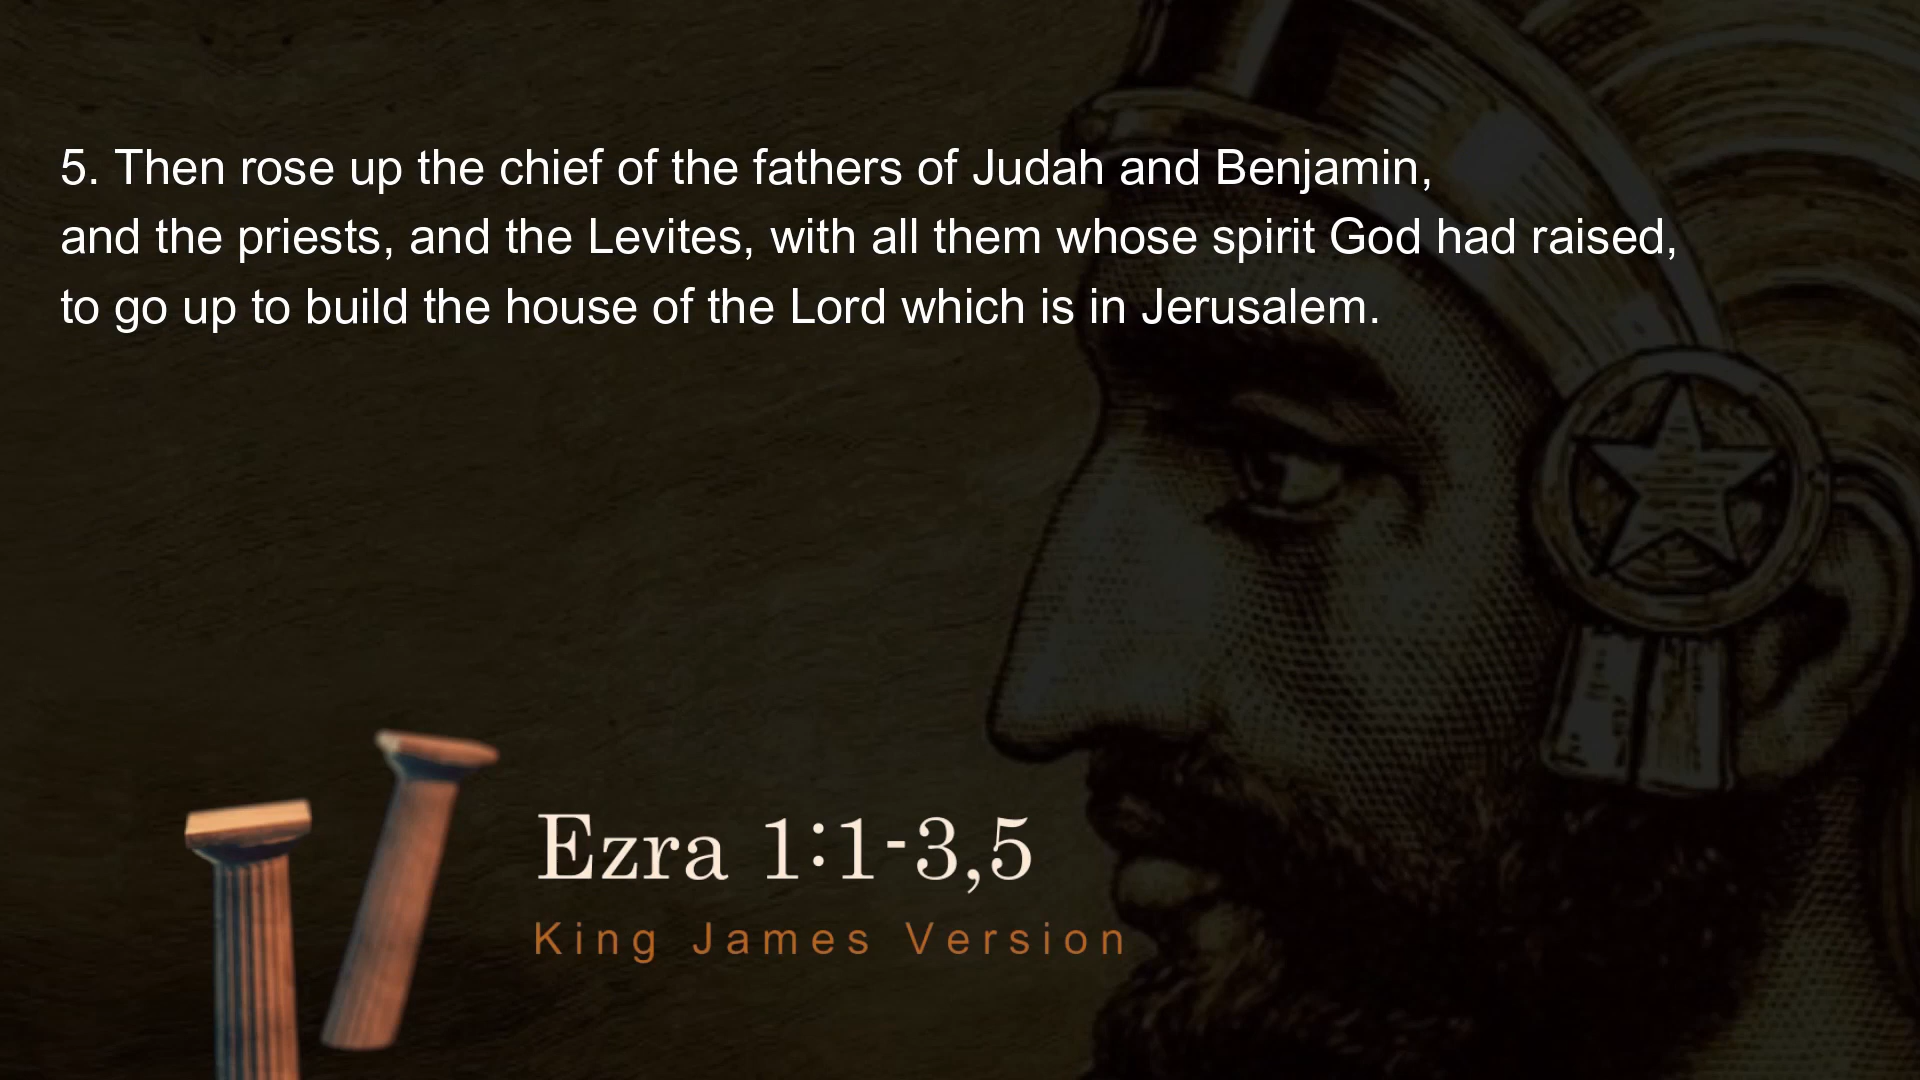 5. Then rose up the chief of the fathers of Judah and Benjamin,
and the priests, and the Levites, with all them whose spirit God had raised,
to go up to build the house of the Lord which is in Jerusalem.
Ezra 1:1-3,5
King James Version